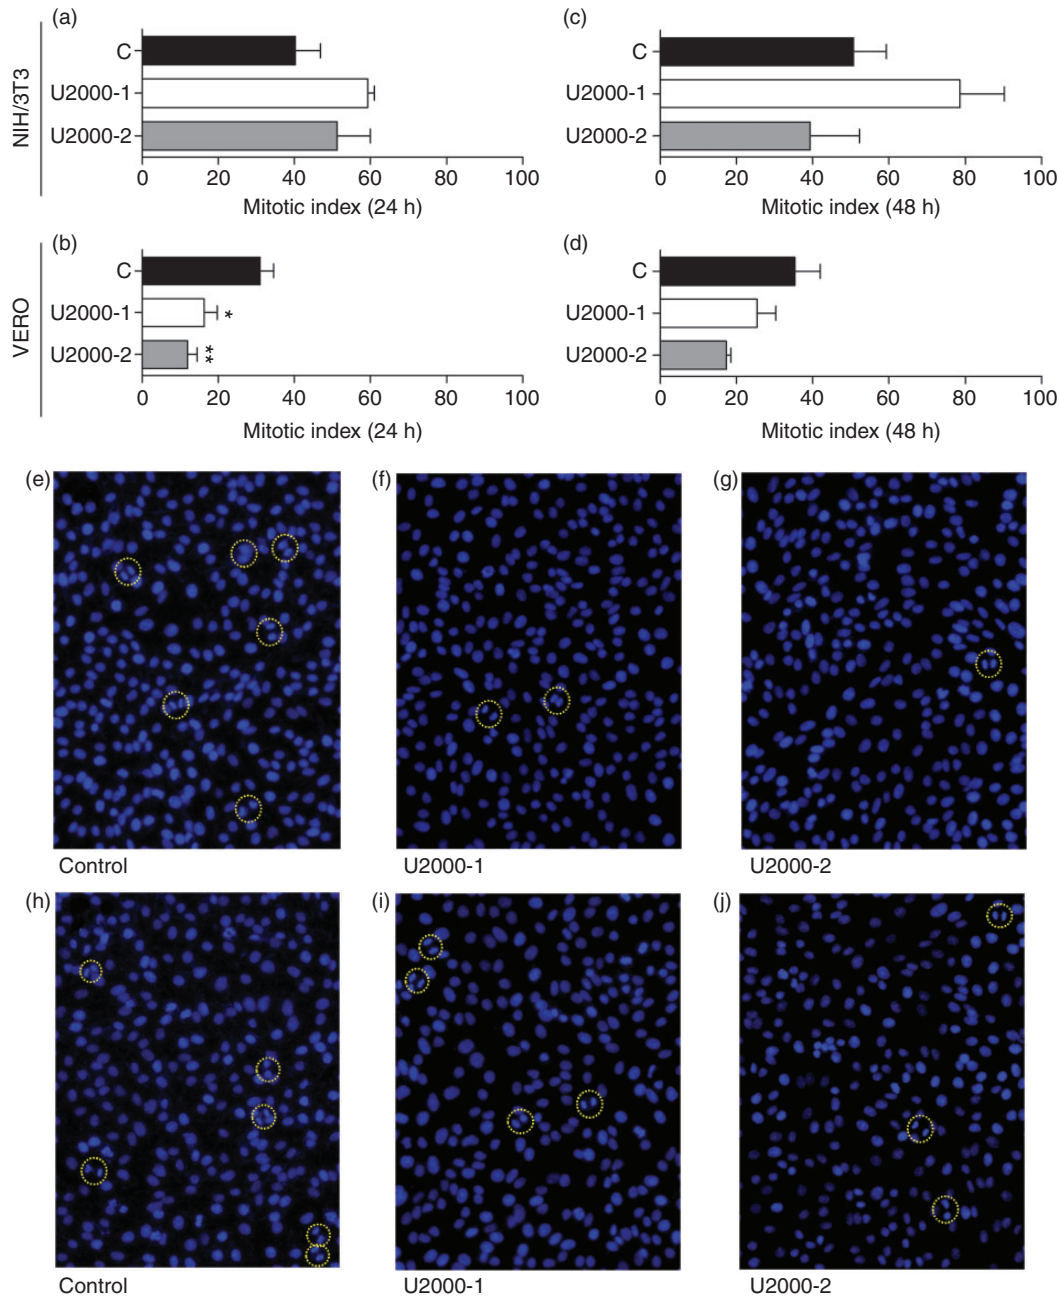 (a)
(c)
NIH/3T3
C
U2000-1
U2000-2
0 20 40 60 80 100
Mitotic index (24 h)
0 20 40 60 80 100
Mitotic index (48 h)
(b)
(d)
VERO
C
U2000-1
*
U2000-2
**
0 20 40 60 80 100
Mitotic index (24 h)
C
U2000-1
U2000-2
0 20 40 60 80 100
Mitotic index (48 h)
C
U2000-1
U2000-2
(e)
(f)
(g)
Control
U2000-1
U2000-2
(h)
(i)
(j)
Control
U2000-1
U2000-2